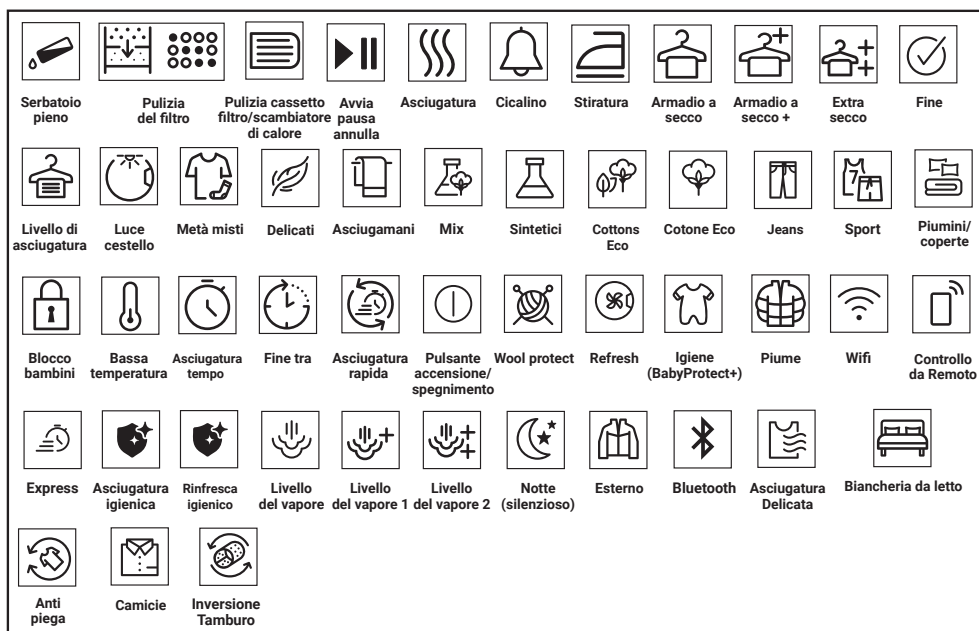 Serbatoio
pieno
Pulizia
del filtro
Pulizia cassetto
filtro/scambiatore
di calore
Avvia
pausa
annulla
Asciugatura
Cicalino
Stiratura
Armadio a
secco
Armadio a
secco +
Extra
secco
Fine
Livello di
asciugatura
Luce
cestello
Metà misti
Delicati
Asciugamani
Mix
Sintetici
Cottons
Eco
Cotone Eco
Jeans
7
Sport
Piumini/
coperte
Blocco
bambini
Bassa
temperatura
Asciugatura
tempo
Fine tra
Asciugatura
rapida
Pulsante
accensione/
spegnimento
Wool protect
Refresh
Igiene
(BabyProtect+)
Piume
Wifi
Controllo
da Remoto
Express
Asciugatura
igienica
Rinfresca
igienico
Livello
del vapore
Livello
del vapore 1
Livello
del vapore 2
Notte
(silenzioso)
Esterno
Bluetooth
Asciugatura
Delicata
Biancheria da letto
Anti
piega
Camicie
Inversione
Tamburo